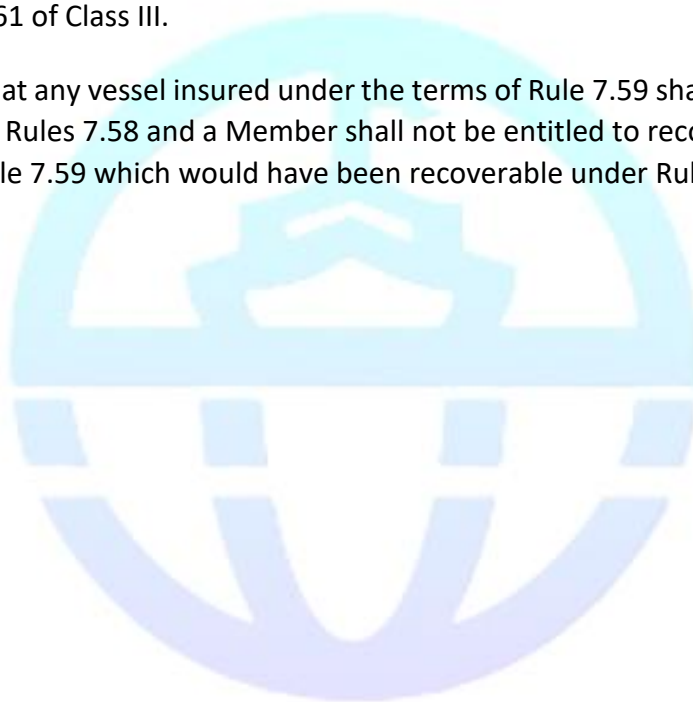 61 of Class III.
at any vessel insured under the terms of Rule 7.59 sha
Rules 7.58 and a Member shall not be entitled to reco
le 7.59 which would have been recoverable under Rul